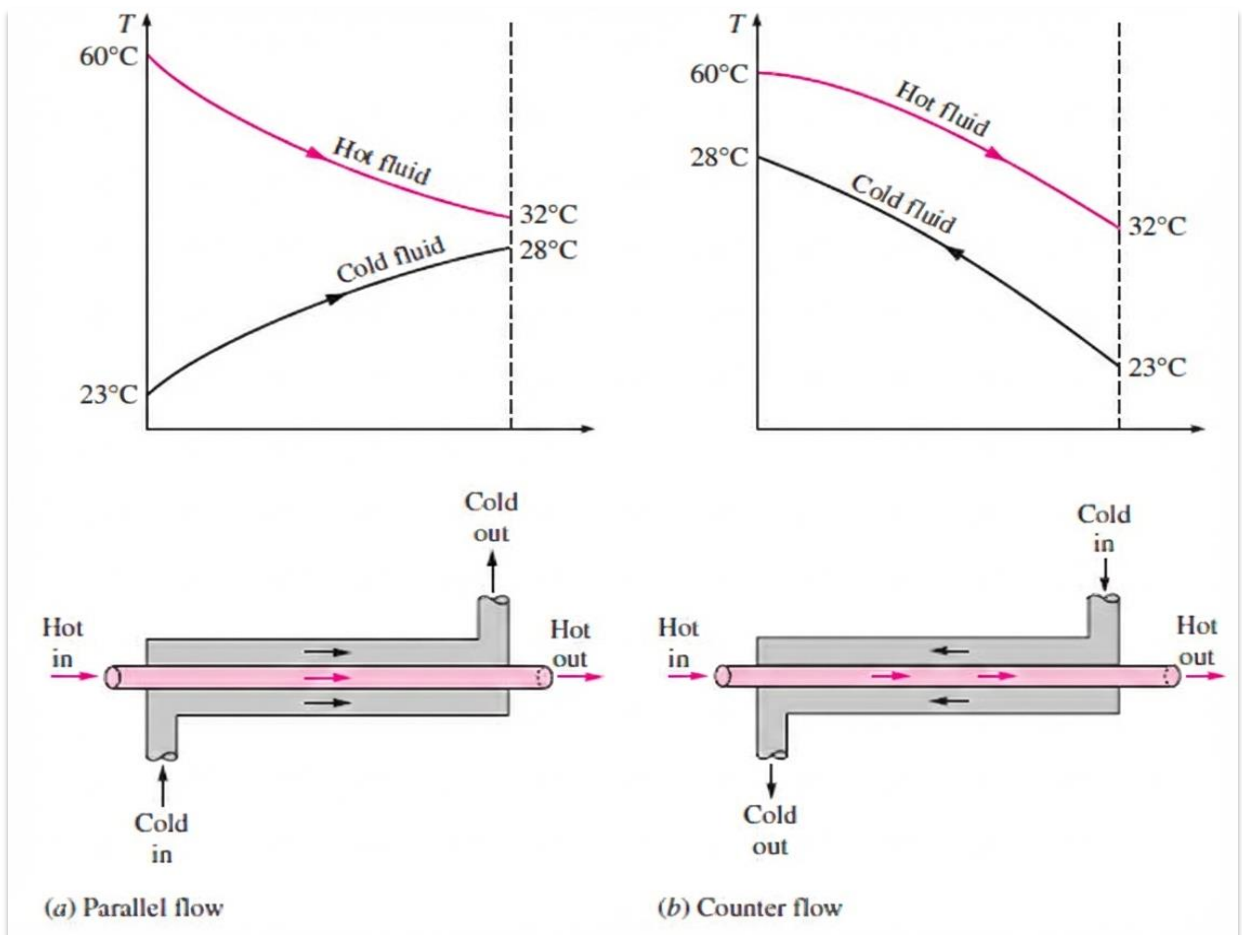 T
60°C
Hot fluid
32°C
28°C
Cold fluid
23°C
Cold
out
Hot
in
Hot
out
Cold
in
(a) Parallel flow
T
60°C
Hot fluid
28°C
Cold fluid
32°C
23°C
Cold
in
Hot
in
Hot
out
Cold
out
(b) Counter flow